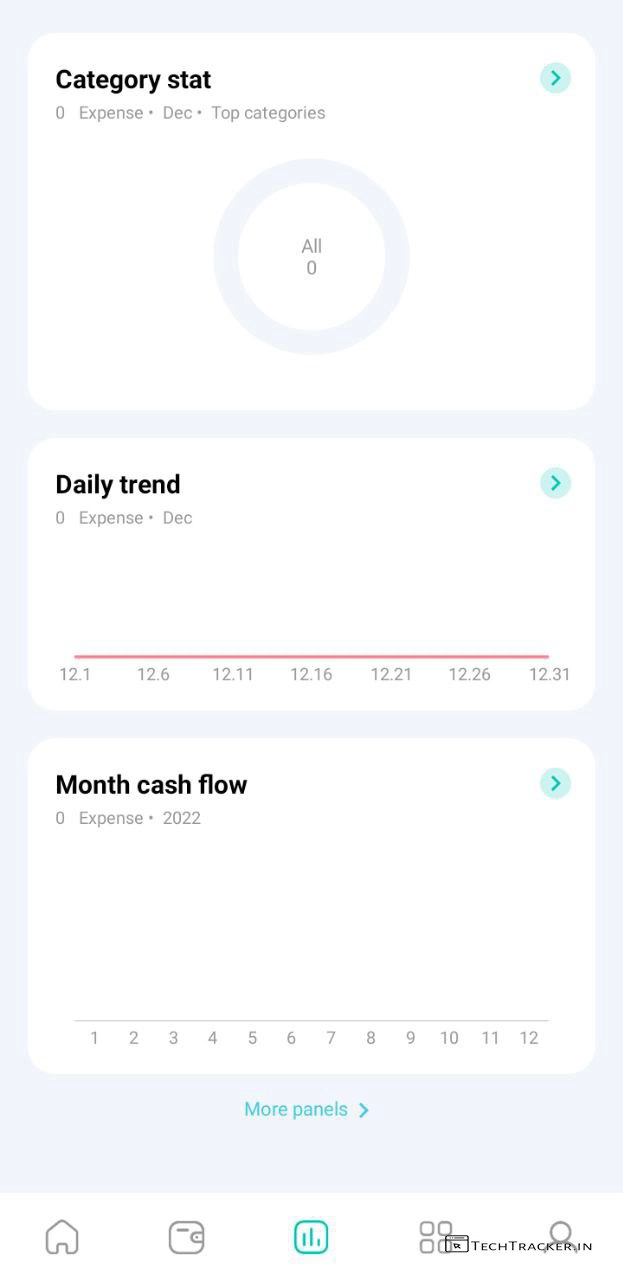 Category stat
0 Expense • Dec • Top categories
All
0
Daily trend
0 Expense • Dec
12.1 12.6 12.11 12.16 12.21 12.26 12.31
Month cash flow
0 Expense • 2022
1 2 3 4 5 6 7 8 9 10 11 12
More panels
TECHTRACKER.IN